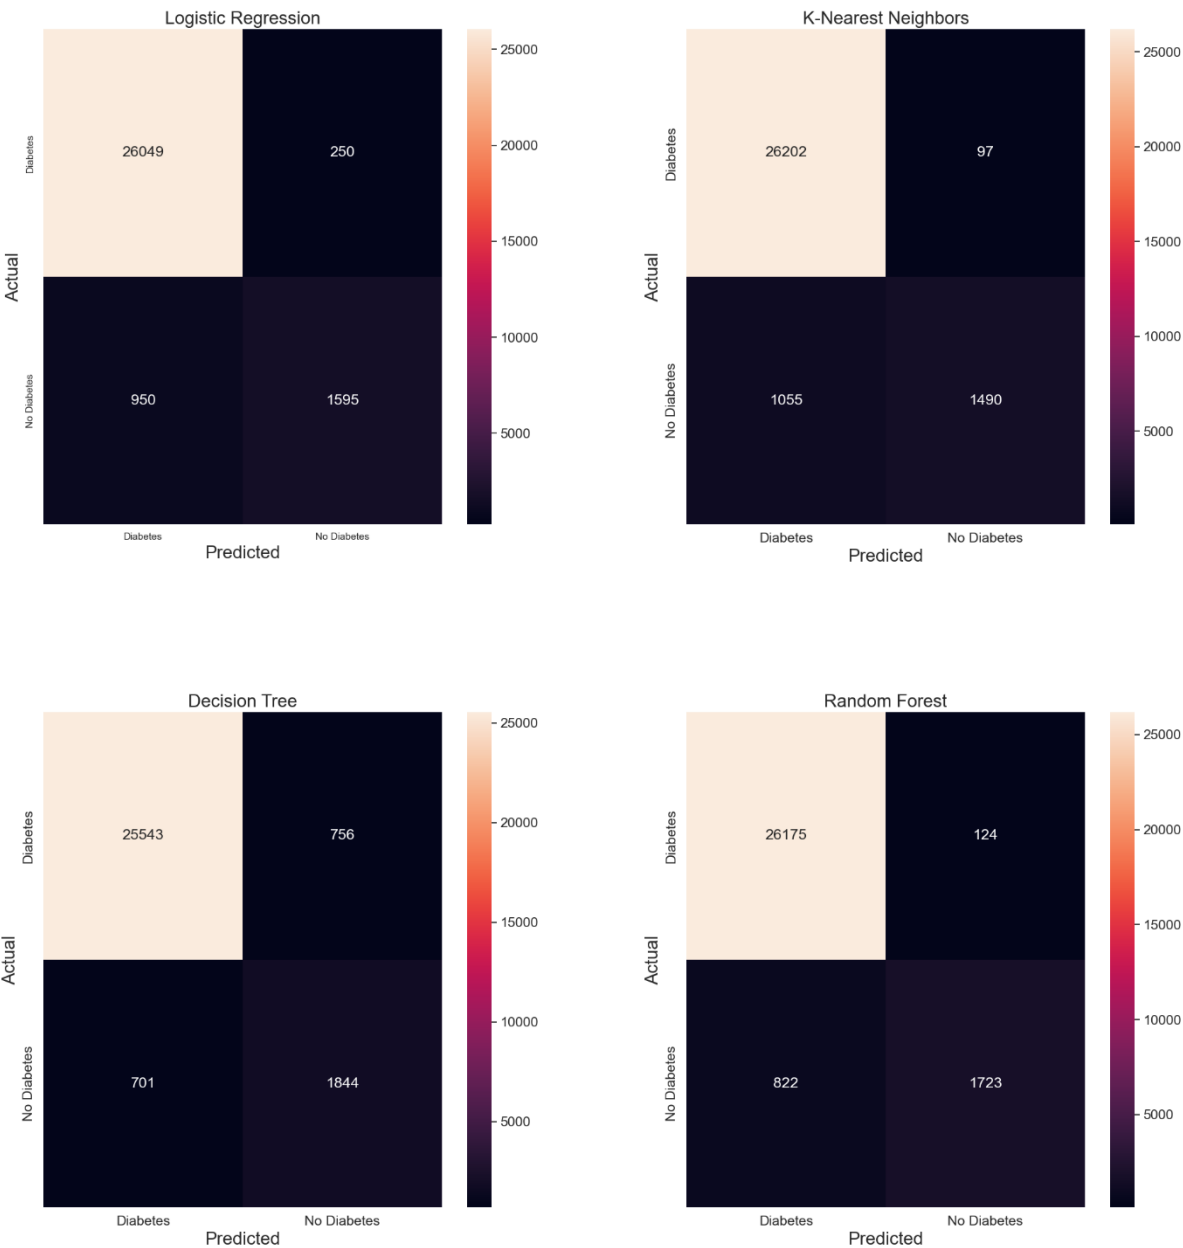 Logistic Regression
Diabetes
26049
250
25000
20000
15000
10000
5000
Actual
No Diabetes
950
1595
Diabetes
No Diabetes
Predicted
K-Nearest Neighbors
Diabetes
26202
97
25000
20000
15000
10000
5000
Actual
No Diabetes
1055
1490
Diabetes
No Diabetes
Predicted
Decision Tree
Diabetes
25543
756
25000
20000
15000
10000
5000
Actual
No Diabetes
701
1844
Diabetes
No Diabetes
Predicted
Random Forest
Diabetes
26175
124
25000
20000
15000
10000
5000
Actual
No Diabetes
822
1723
Diabetes
No Diabetes
Predicted